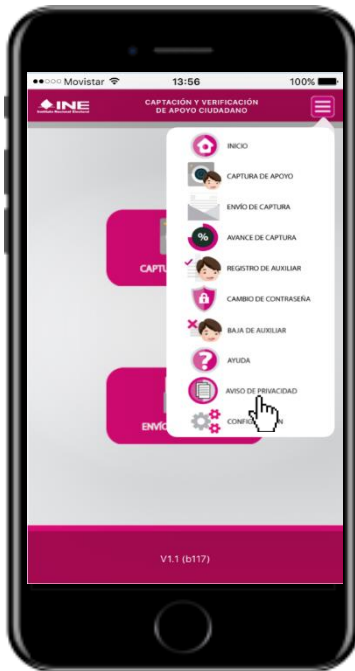 Movistar 13:56 100%
INE
Instituto Nacional Electoral
CAPTACIÓN Y VERIFICACIÓN
DE APOYO CIUDADANO
INICIO
CAPTURA DE APOYO
ENVÍO DE CAPTURA
% AVANCE DE CAPTURA
REGISTRO DE AUXILIAR
CAMBIO DE CONTRASEÑA
BAJA DE AUXILIAR
? AYUDA
AVISO DE PRIVACIDAD
V1.1 (b117)